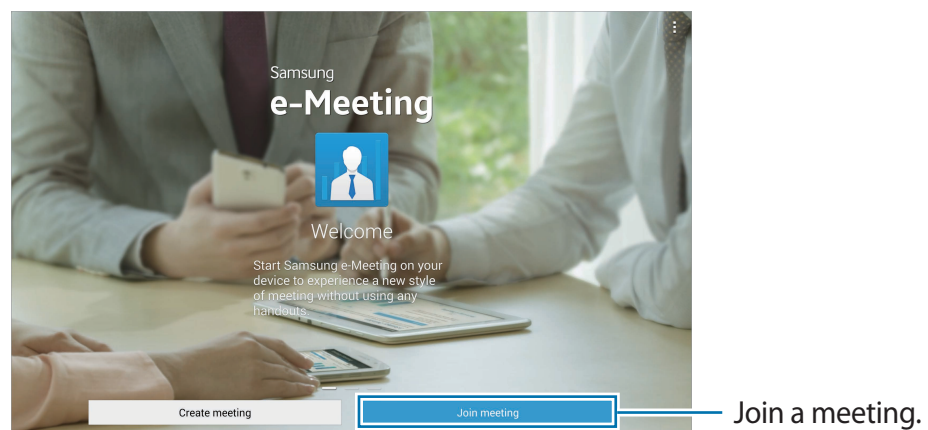 Samsung
e-Meeting
Welcome
Start Samsung e-Meeting on your
device to experience a new style
of meeting without using any
handouts.
Create meeting
Join meeting
Join a meeting.